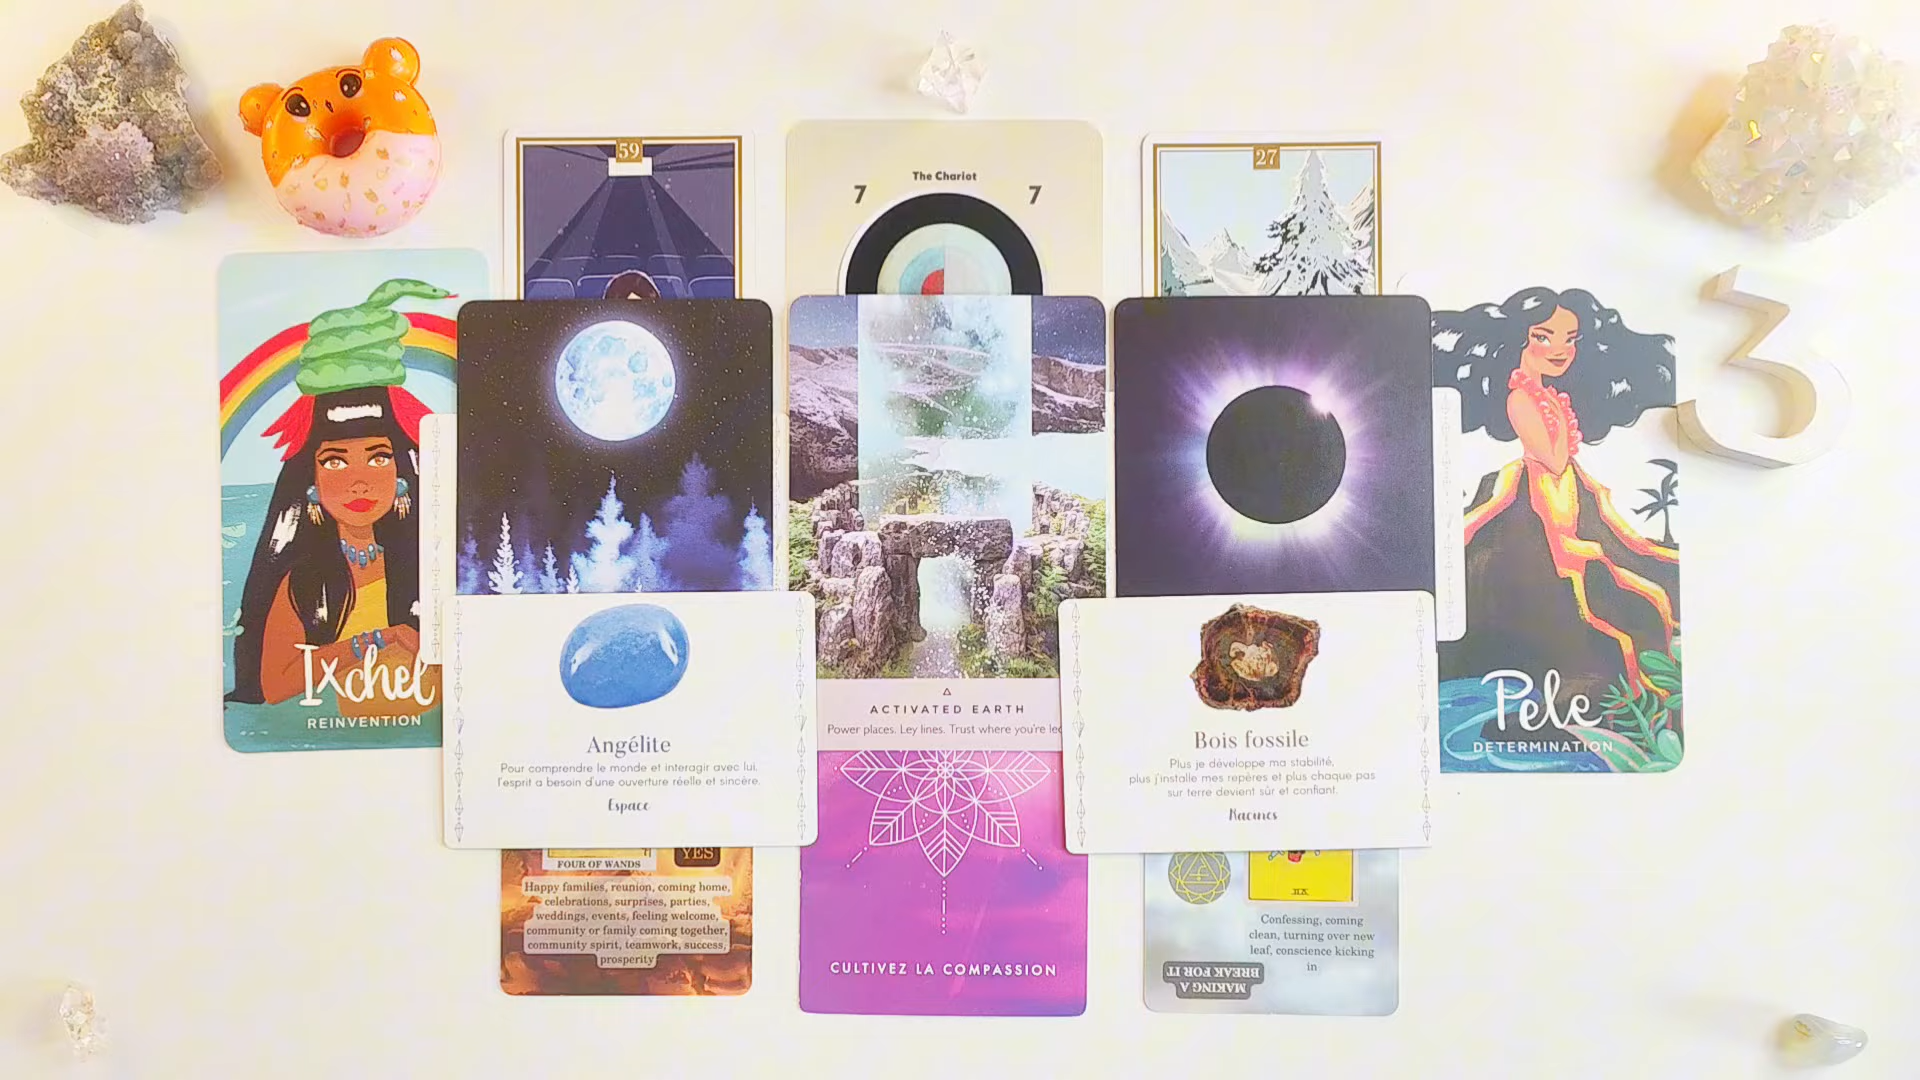 59
The Chariot
7
7
27
Ixchel
REINVENTION
Pele
DETERMINATION
3
ACTIVATED EARTH
Power places. Ley lines. Trust where you're
Angélite
Pour comprendre le monde et interagir avec lui,
l'esprit a besoin d'une ouverture réelle et sincère.
Espace
Bois fossile
Plus je développe ma stabilité,
plus j'installe mes repères et plus chaque pas
sur terre devient sûr et confiant.
Racines
FOUR OF WANDS
YES
Happy families, reunion, coming home,
celebrations, surprises, parties,
weddings, events, feeling welcome,
community or family coming together,
community spirit, teamwork, success,
prosperity
CULTIVEZ LA COMPASSION
VII
Confessing, coming
clean, turning over new
leaf, conscience kicking
in
MAKING A
BREAK FOR IT